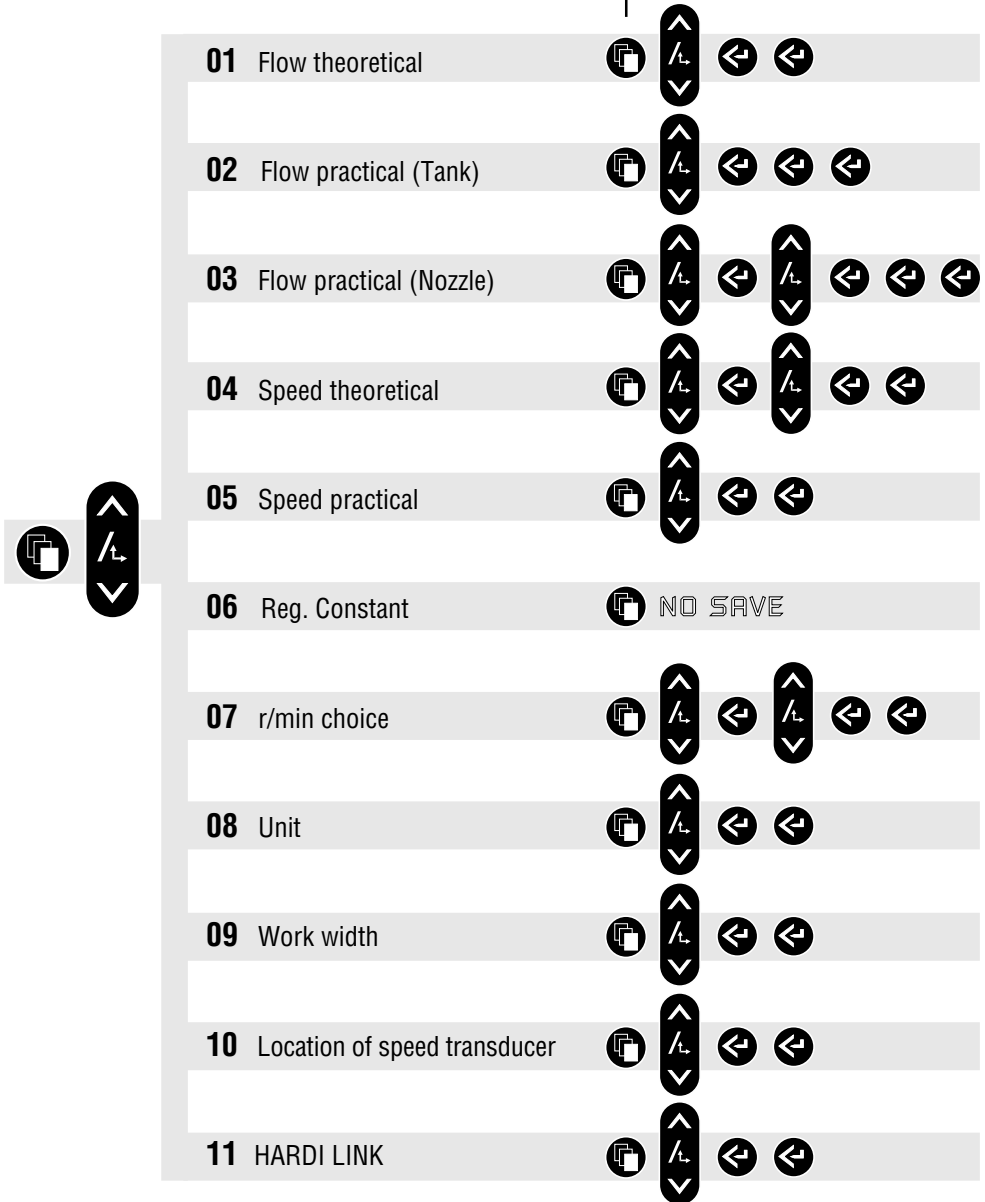 01 Flow theoretical
02 Flow practical (Tank)
03 Flow practical (Nozzle)
04 Speed theoretical
05 Speed practical
06 Reg. Constant NO SAVE
07 r/min choice
08 Unit
09 Work width
10 Location of speed transducer
11 HARDI LINK